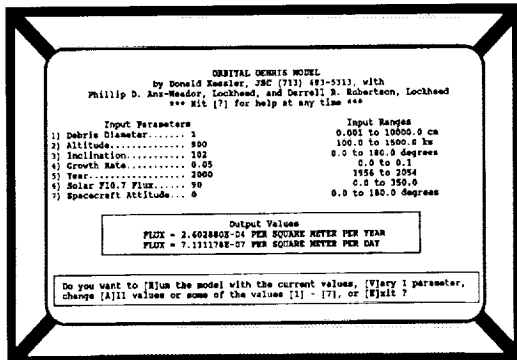 ORBITAL DEBRIS MODEL
by Donald Kessler, JSC (713) 483-5313, with
Phillip D. Anz-Meador, Lockheed, and Derrell R. Robertson, Lockheed
*** Hit [?] for help at any time ***
Input Parameters Input Ranges
1) Debris Diameter...... 1 0.001 to 10000.0 cm
2) Altitude............. 900 100.0 to 1500.0 km
3) Inclination.......... 102 0.0 to 180.0 degrees
4) Growth Rate.......... 0.05 0.0 to 0.1
5) Year................. 2000 1956 to 2054
6) Solar F10.7 Flux..... 90 0.0 to 350.0
7) Spacecraft Attitude.. 0 0.0 to 180.0 degrees
Output Values
FLUX = 2.602880E-04 PER SQUARE METER PER YEAR
FLUX = 7.131178E-07 PER SQUARE METER PER DAY
Do you want to [R]un the model with the current values, [V]ary 1 parameter,
change [A]ll values or some of the values [1] - [7], or [E]xit ?